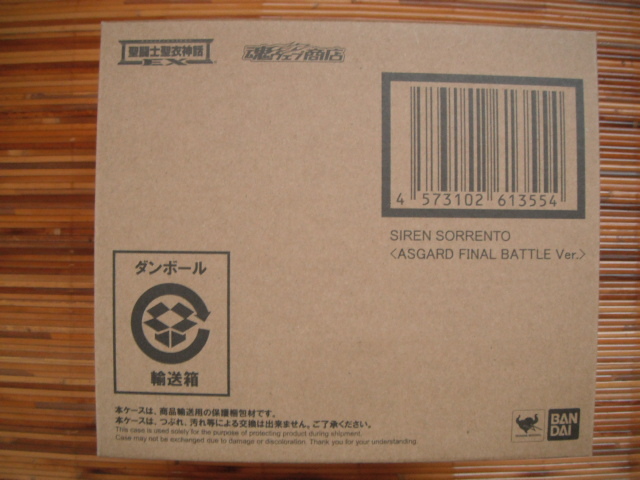 聖闘士聖衣神話
EX
魂ウェブ商店
4 573102 613554
SIREN SORRENTO
〈ASGARD FINAL BATTLE Ver.〉
ダンボール
輸送箱
本ケースは、商品輸送用の保護梱包材です。
本ケースは、つぶれ、汚れ等による交換は出来ません。ご了承ください。
This case is used solely for the purpose of protecting product during shipment.
Case may not be exchanged due to damage or discoloration. Thank you for your understanding.
BAN
DAI